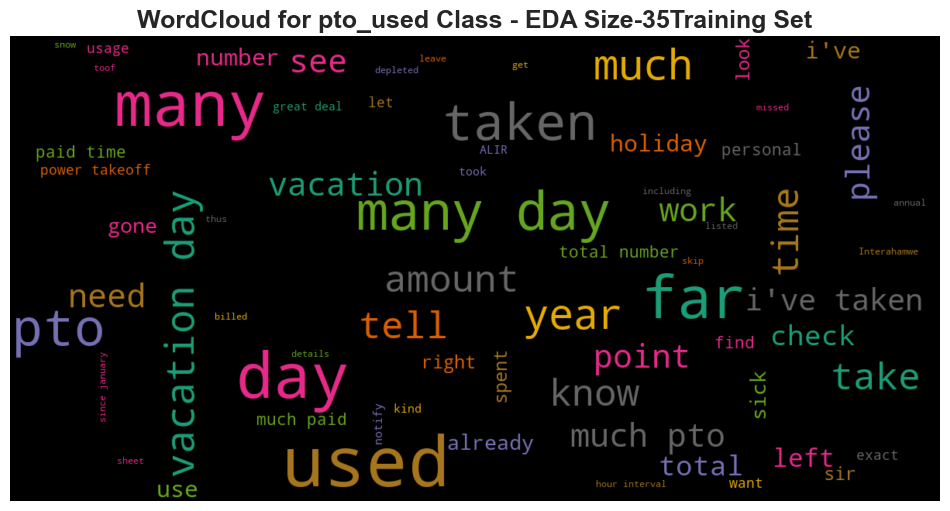 WordCloud for pto_used Class - EDA Size-35Training Set
snow
usage
toof
number
see
depleted
leave
get
much
look
i've
many
great deal
let
taken
missed
please
paid time
power takeoff
ALIR
took
holiday
personal
vacation
many day
including
work
listed
annual
gone
thus
vacation day
time
total number
skip
Interahamwe
need
amount
far
i've taken
pto
billed
tell
year
check
since january
details
day
right
spent
point
find
take
know
sick
much paid
notify
kind
used
already
much pto
total
left
exact
sheet
use
hour interval
want
sir